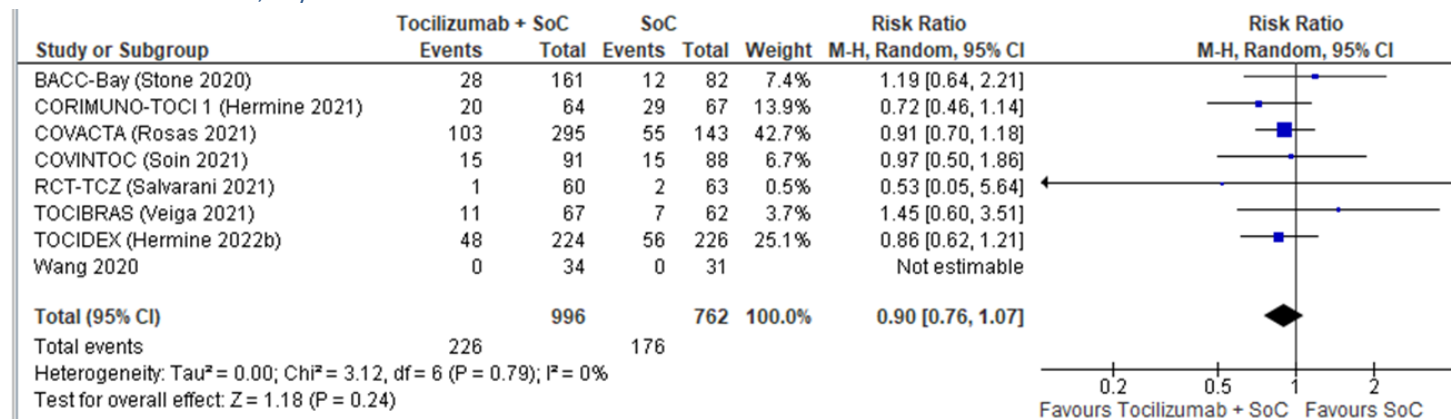 Tocilizumab + SoC SoC Risk Ratio Risk Ratio
Study or Subgroup Events Total Events Total Weight M-H, Random, 95% CI M-H, Random, 95% CI
BACC-Bay (Stone 2020) 28 161 12 82 7.4% 1.19 [0.64, 2.21]
CORIMUNO-TOCI 1 (Hermine 2021) 20 64 29 67 13.9% 0.72 [0.46, 1.14]
COVACTA (Rosas 2021) 103 295 55 143 42.7% 0.91 [0.70, 1.18]
COVINTOC (Soin 2021) 15 91 15 88 6.7% 0.97 [0.50, 1.86]
RCT-TCZ (Salvarani 2021) 1 60 2 63 0.5% 0.53 [0.05, 5.64]
TOCIBRAS (Veiga 2021) 11 67 7 62 3.7% 1.45 [0.60, 3.51]
TOCIDEX (Hermine 2022b) 48 224 56 226 25.1% 0.86 [0.62, 1.21]
Wang 2020 0 34 0 31 Not estimable
Total (95% CI) 996 762 100.0% 0.90 [0.76, 1.07]
Total events 226 176
Heterogeneity: Tau² = 0.00; Chi² = 3.12, df = 6 (P = 0.79); I² = 0%
Test for overall effect: Z = 1.18 (P = 0.24)
0.2 0.5 1 2
Favours Tocilizumab + SoC Favours SoC